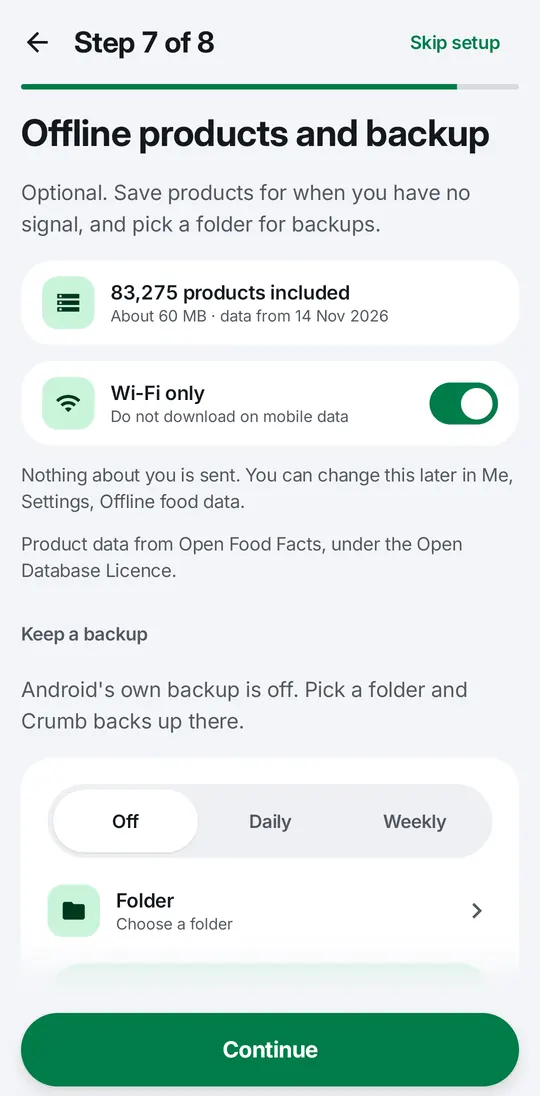 Step 7 of 8
Skip setup
Offline products and backup
Optional. Save products for when you have no
signal, and pick a folder for backups.
83,275 products included
About 60 MB · data from 14 Nov 2026
Wi-Fi only
Do not download on mobile data
Nothing about you is sent. You can change this later in Me,
Settings, Offline food data.
Product data from Open Food Facts, under the Open
Database Licence.
Keep a backup
Android's own backup is off. Pick a folder and
Crumb backs up there.
Off
Daily
Weekly
Folder
Choose a folder
Continue